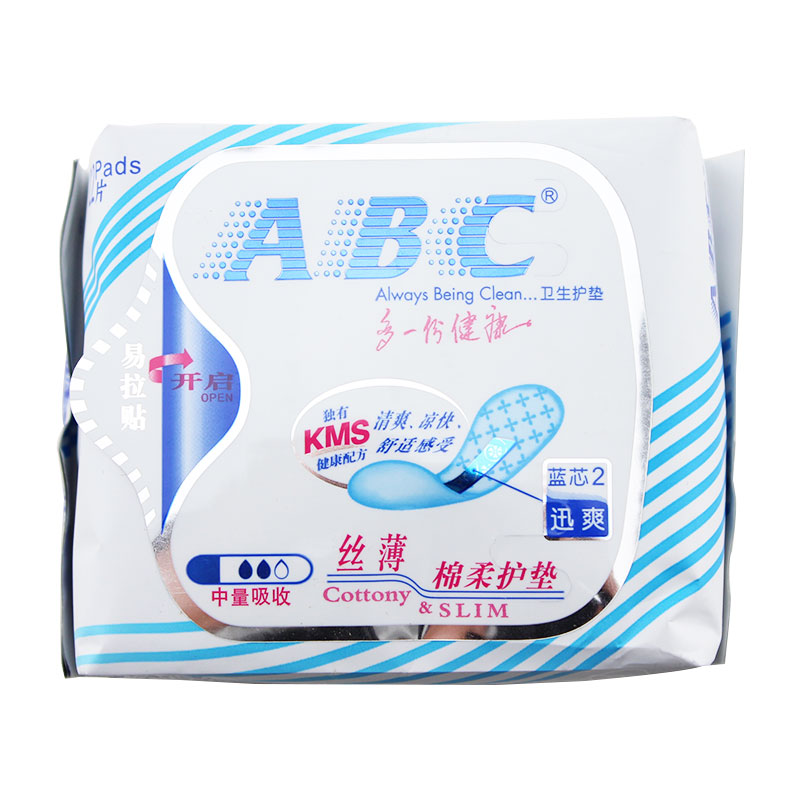 Pads
片
ABC®
Always Being Clean...卫生护垫
多一份健康
易拉贴
开启
OPEN
独有
KMS
健康配方
清爽、凉快、
舒适感受
蓝芯2
迅爽
中量吸收
丝薄
棉柔护垫
Cottony
& SLIM